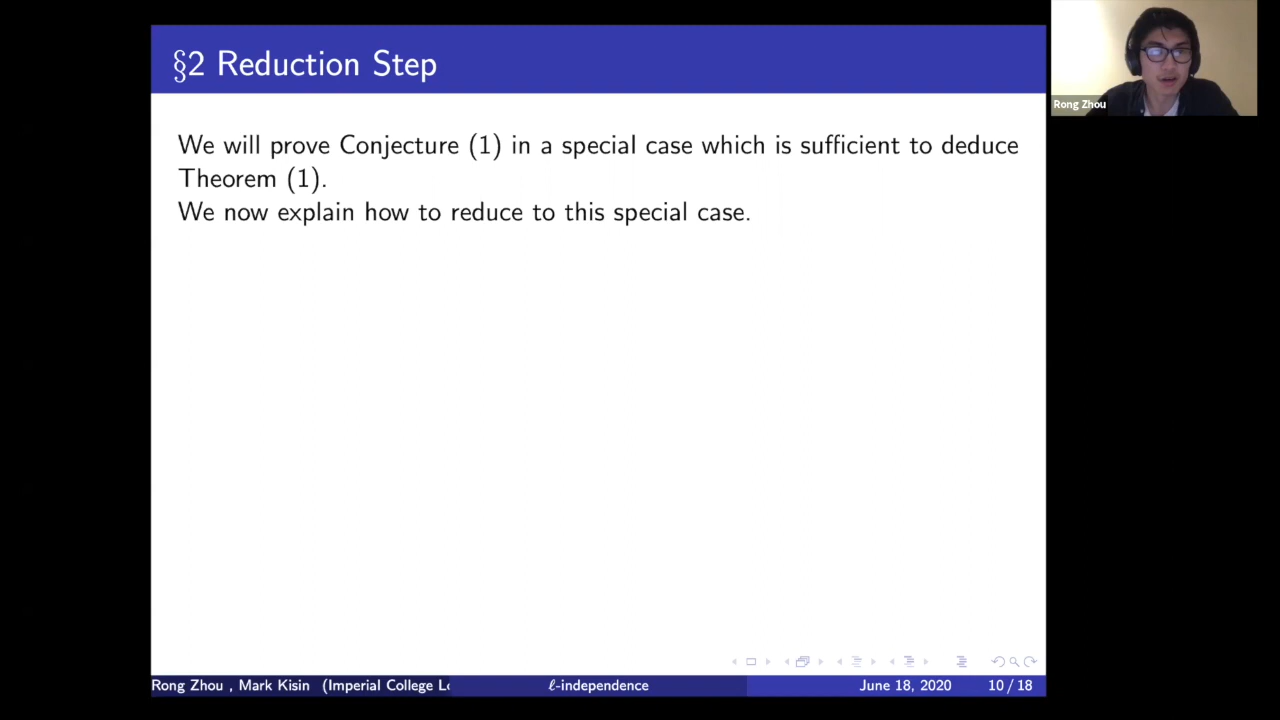 §2 Reduction Step
Rong Zhou
We will prove Conjecture (1) in a special case which is sufficient to deduce
Theorem (1).
We now explain how to reduce to this special case.
Rong Zhou , Mark Kisin (Imperial College Lo
ℓ-independence
June 18, 2020
10 / 18